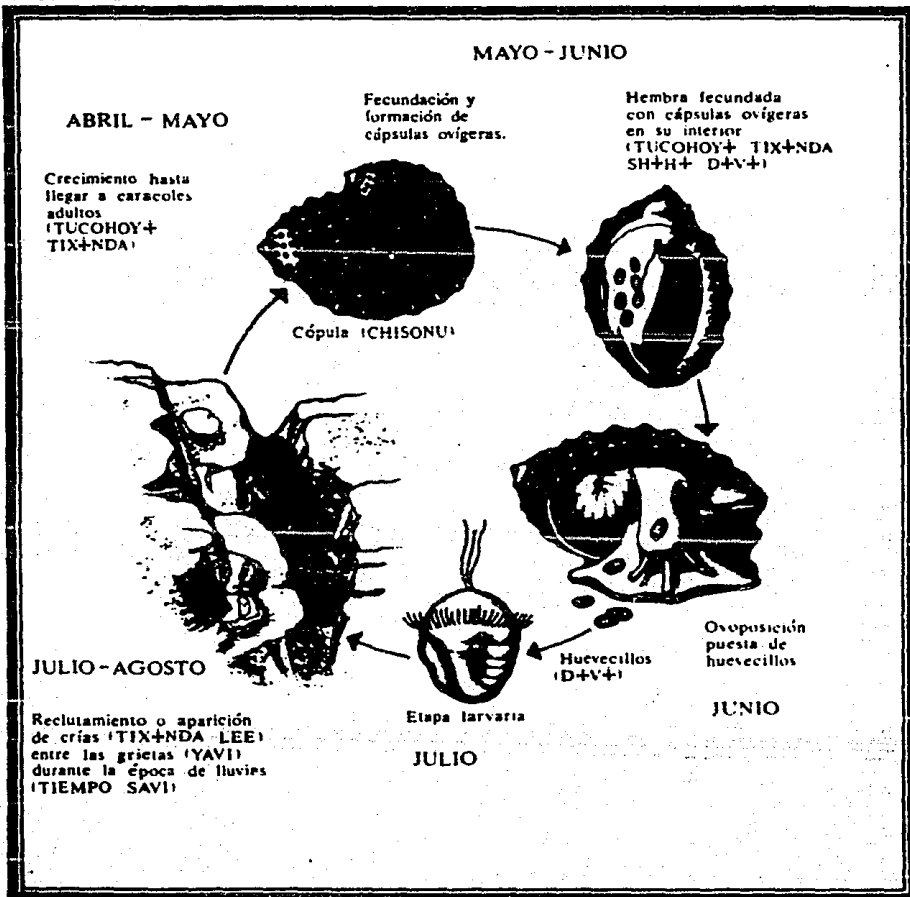 MAYO - JUNIO
ABRIL - MAYO
Fecundación y
formación de
cápsulas ovígeras.
Hembra fecundada
con cápsulas ovígeras
en su interior
(TUCOHOY+ TIX+NDA
SH+H+ D+V+)
Crecimiento hasta
llegar a caracoles
adultos
(TUCOHOY+
TIX+NDA)
Cópula (CHISONU)
JULIO - AGOSTO
Reclutamiento o aparición
de crías (TIX+NDA LEE)
entre las grietas (YAVI)
durante la época de lluvies
(TIEMPO SAVI)
Etapa larvaria
JULIO
Huevecillos
(D+V+)
Ovoposición
puesta de
huevecillos
JUNIO